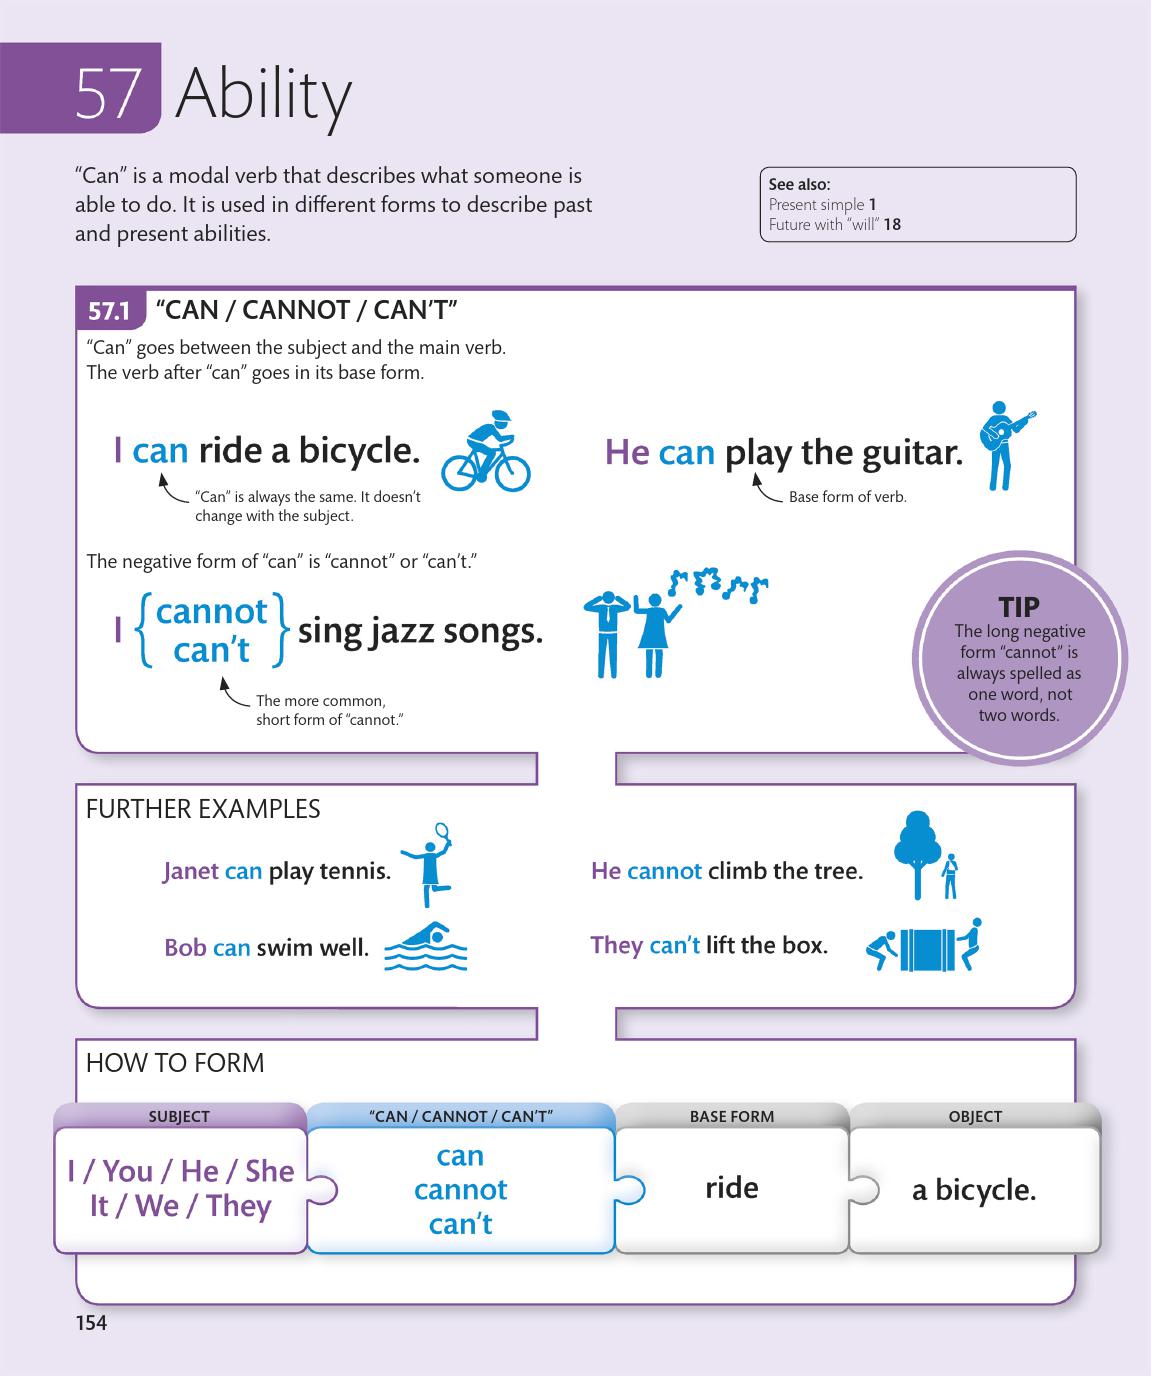 57 Ability
“Can” is a modal verb that describes what someone is
able to do. It is used in different forms to describe past
and present abilities.
See also:
Present simple 1
Future with “will” 18
57.1 “CAN / CANNOT / CAN’T”
“Can” goes between the subject and the main verb.
The verb after “can” goes in its base form.
I can ride a bicycle.
“Can” is always the same. It doesn’t
change with the subject.
He can play the guitar.
Base form of verb.
The negative form of “can” is “cannot” or “can’t.”
I { cannot
can’t } sing jazz songs.
The more common,
short form of “cannot.”
TIP
The long negative
form “cannot” is
always spelled as
one word, not
two words.
FURTHER EXAMPLES
Janet can play tennis.
He cannot climb the tree.
Bob can swim well.
They can’t lift the box.
HOW TO FORM
SUBJECT
I / You / He / She
It / We / They
“CAN / CANNOT / CAN’T”
can
cannot
can’t
BASE FORM
ride
OBJECT
a bicycle.
154